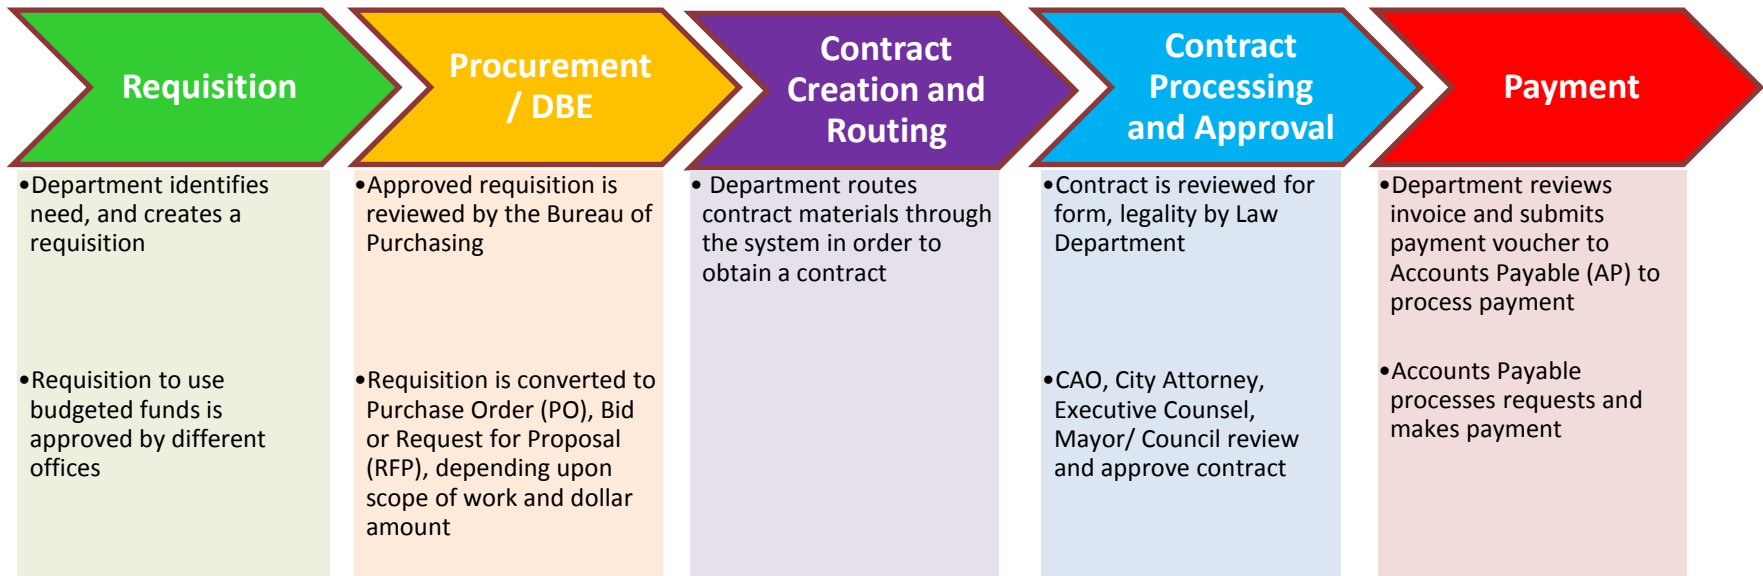 Requisition
•Department identifies
need, and creates a
requisition
•Requisition to use
budgeted funds is
approved by different
offices
Procurement
/ DBE
•Approved requisition is
reviewed by the Bureau of
Purchasing
•Requisition is converted to
Purchase Order (PO), Bid
or Request for Proposal
(RFP), depending upon
scope of work and dollar
amount
Contract
Creation and
Routing
• Department routes
contract materials through
the system in order to
obtain a contract
Contract
Processing
and Approval
•Contract is reviewed for
form, legality by Law
Department
•CAO, City Attorney,
Executive Counsel,
Mayor/ Council review
and approve contract
Payment
•Department reviews
invoice and submits
payment voucher to
Accounts Payable (AP) to
process payment
•Accounts Payable
processes requests and
makes payment